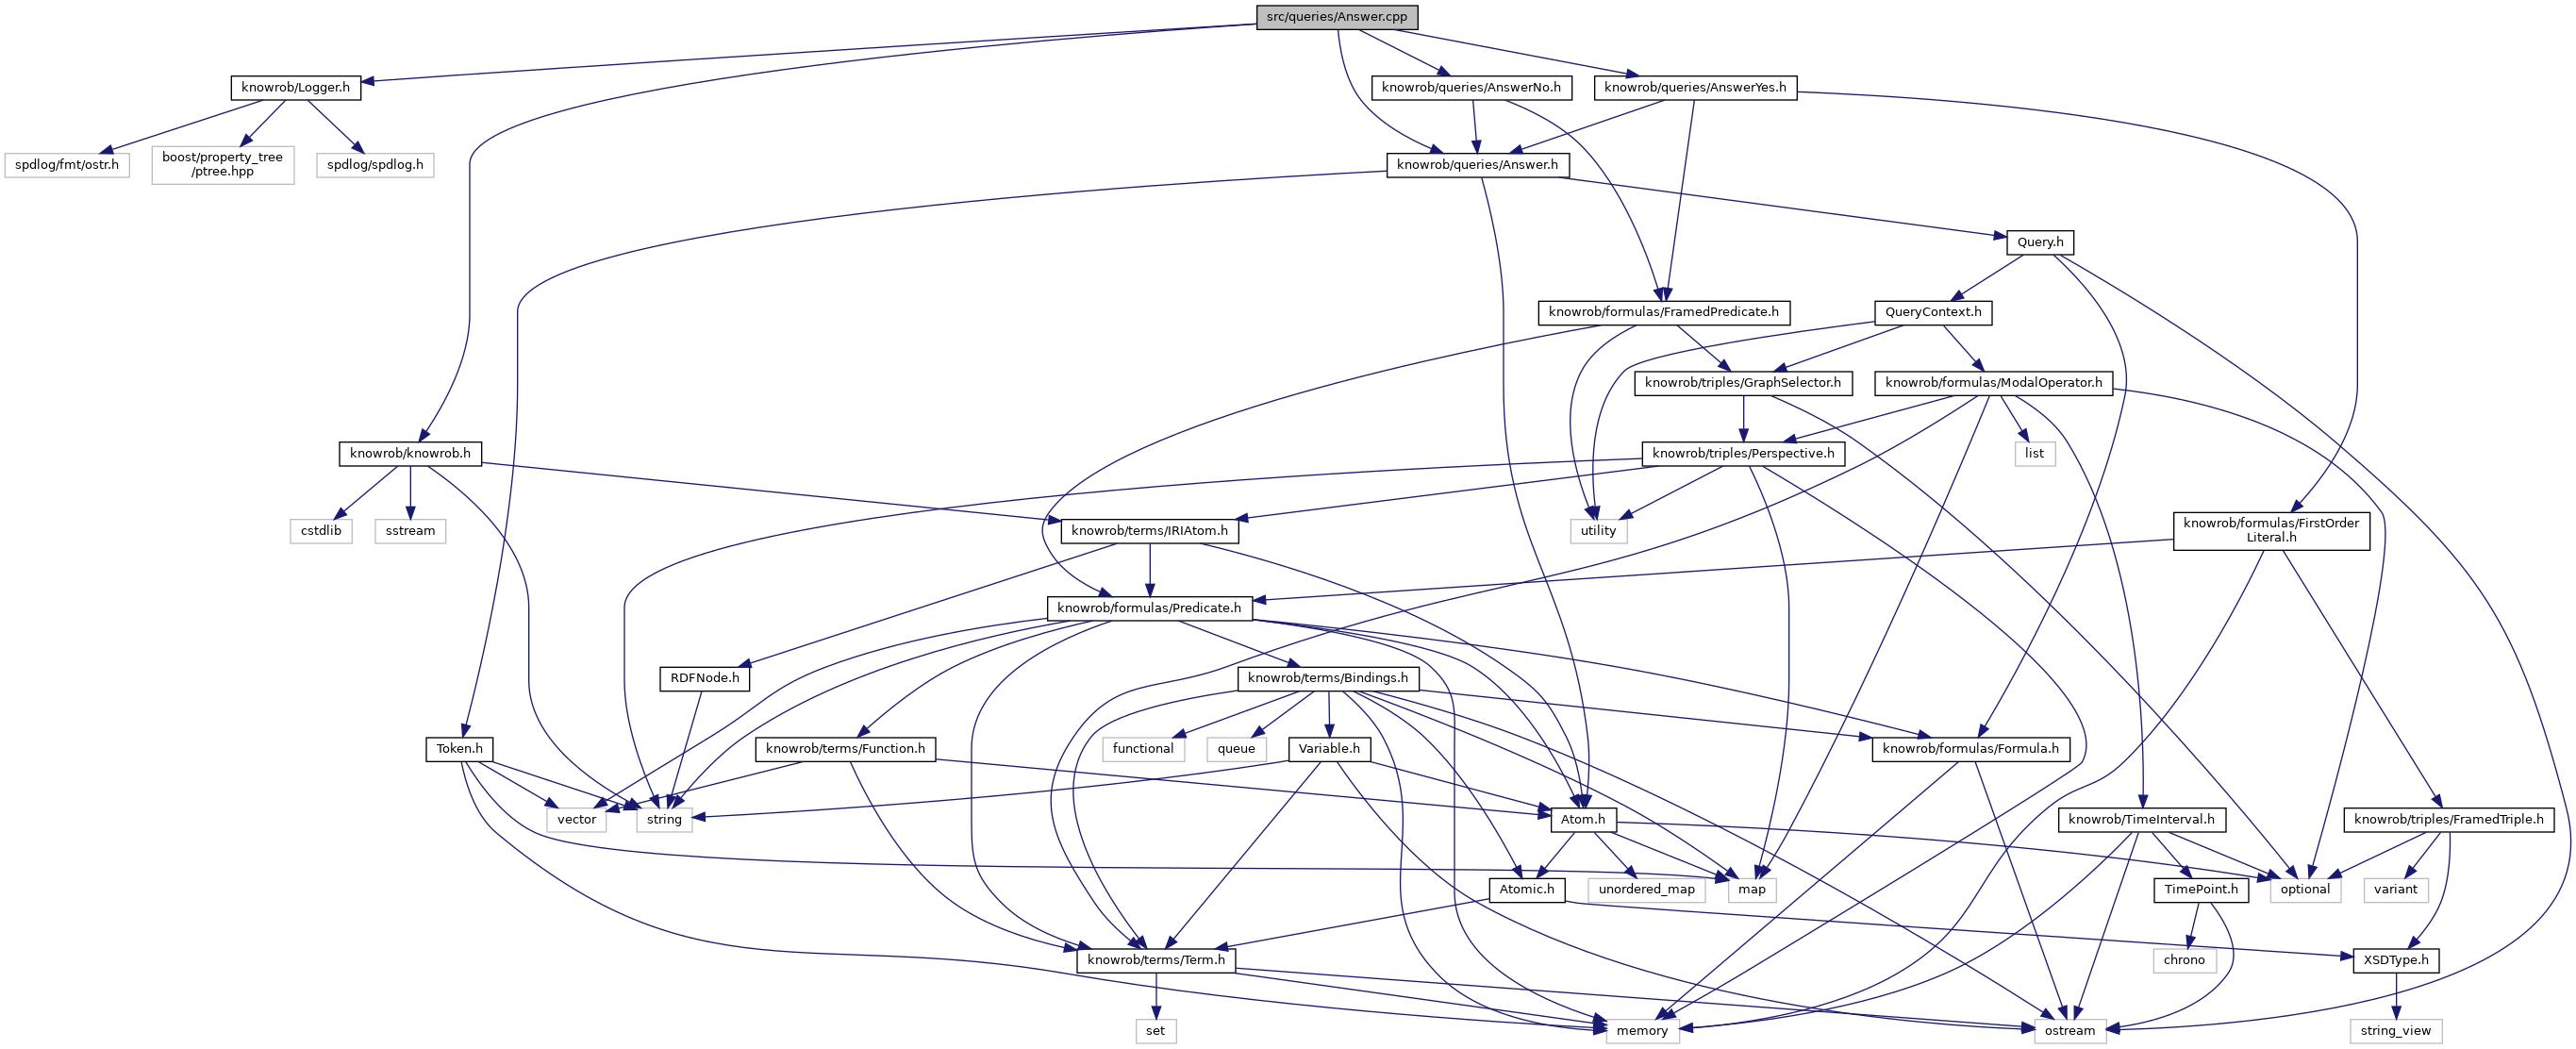 src/queries/Answer.cpp
knowrob/Logger.h
knowrob/queries/AnswerNo.h
knowrob/queries/AnswerYes.h
spdlog/fmt/ostr.h
boost/property_tree
/ptree.hpp
spdlog/spdlog.h
knowrob/queries/Answer.h
Query.h
knowrob/formulas/FramedPredicate.h
QueryContext.h
knowrob/triples/GraphSelector.h
knowrob/formulas/ModalOperator.h
knowrob/knowrob.h
knowrob/triples/Perspective.h
list
cstdlib
sstream
knowrob/terms/IRIAtom.h
utility
knowrob/formulas/FirstOrder
Literal.h
knowrob/formulas/Predicate.h
RDFNode.h
knowrob/terms/Bindings.h
Token.h
knowrob/terms/Function.h
functional
queue
Variable.h
knowrob/formulas/Formula.h
vector
string
Atom.h
knowrob/TimeInterval.h
knowrob/triples/FramedTriple.h
Atomic.h
unordered_map
map
TimePoint.h
optional
variant
knowrob/terms/Term.h
chrono
XSDType.h
set
memory
ostream
string_view